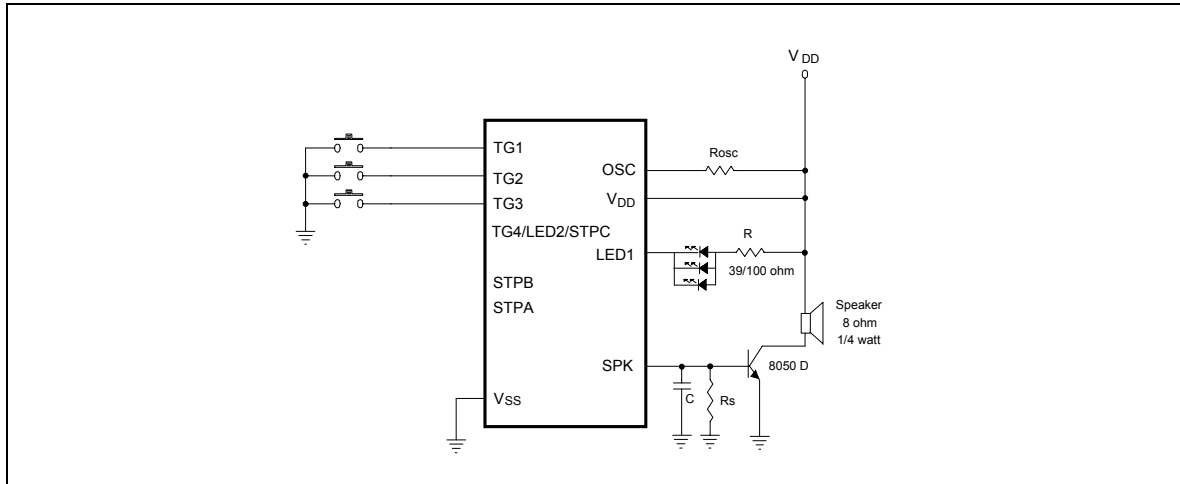 VDD
TG1
TG2
TG3
TG4/LED2/STPC
STPB
STPA
VSS
OSC
VDD
LED1
SPK
Rosc
R
39/100 ohm
Speaker
8 ohm
1/4 watt
8050 D
C
Rs